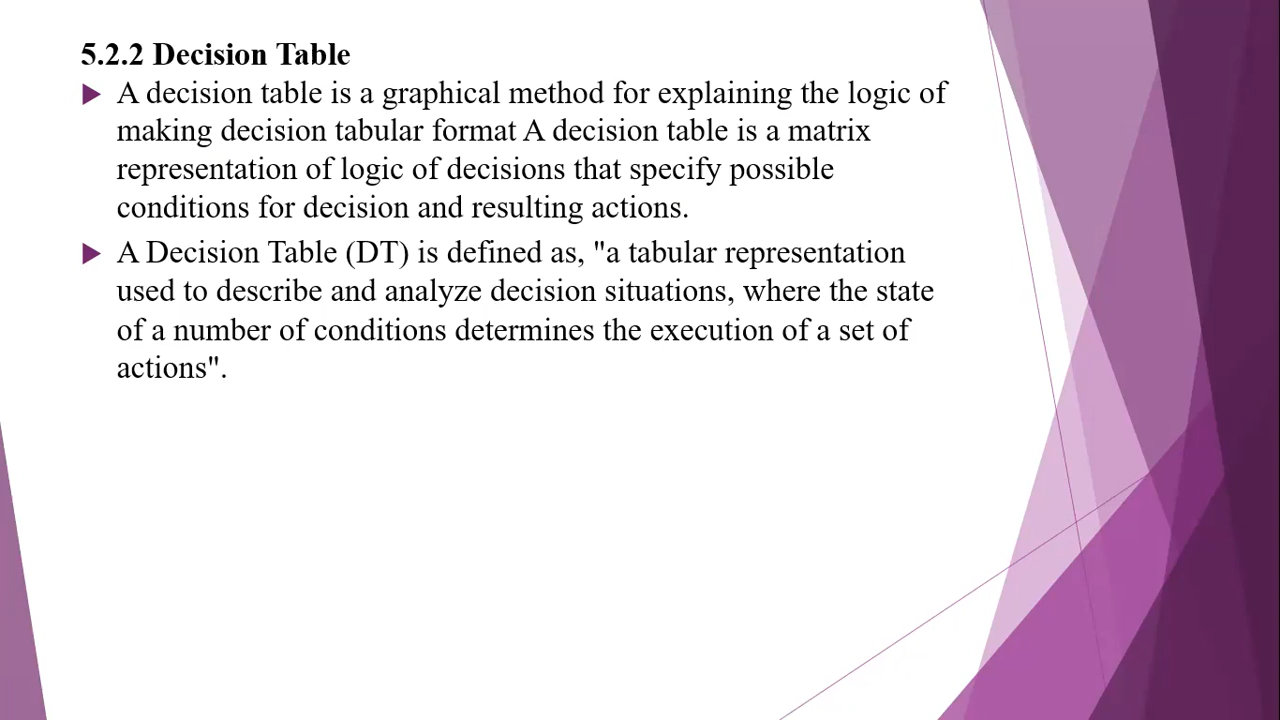 5.2.2 Decision Table
A decision table is a graphical method for explaining the logic of
making decision tabular format A decision table is a matrix
representation of logic of decisions that specify possible
conditions for decision and resulting actions.
A Decision Table (DT) is defined as, "a tabular representation
used to describe and analyze decision situations, where the state
of a number of conditions determines the execution of a set of
actions".